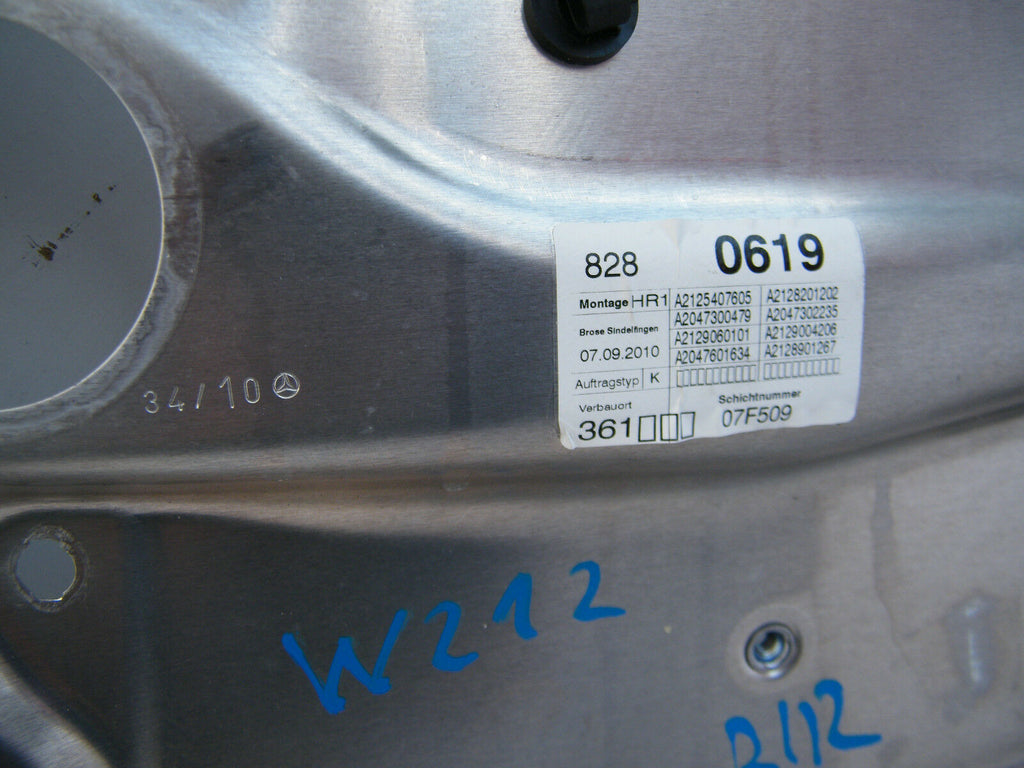 828 0619
Montage HR1 A2125407605 A2128201202
A2047300479 A2047302235
Brose Sindelfingen A2129060101 A2129004206
07.09.2010 A2047601634 A2128901267
Auftragstyp K
Verbauort Schichtnummer
361 07F509
34/10
W212